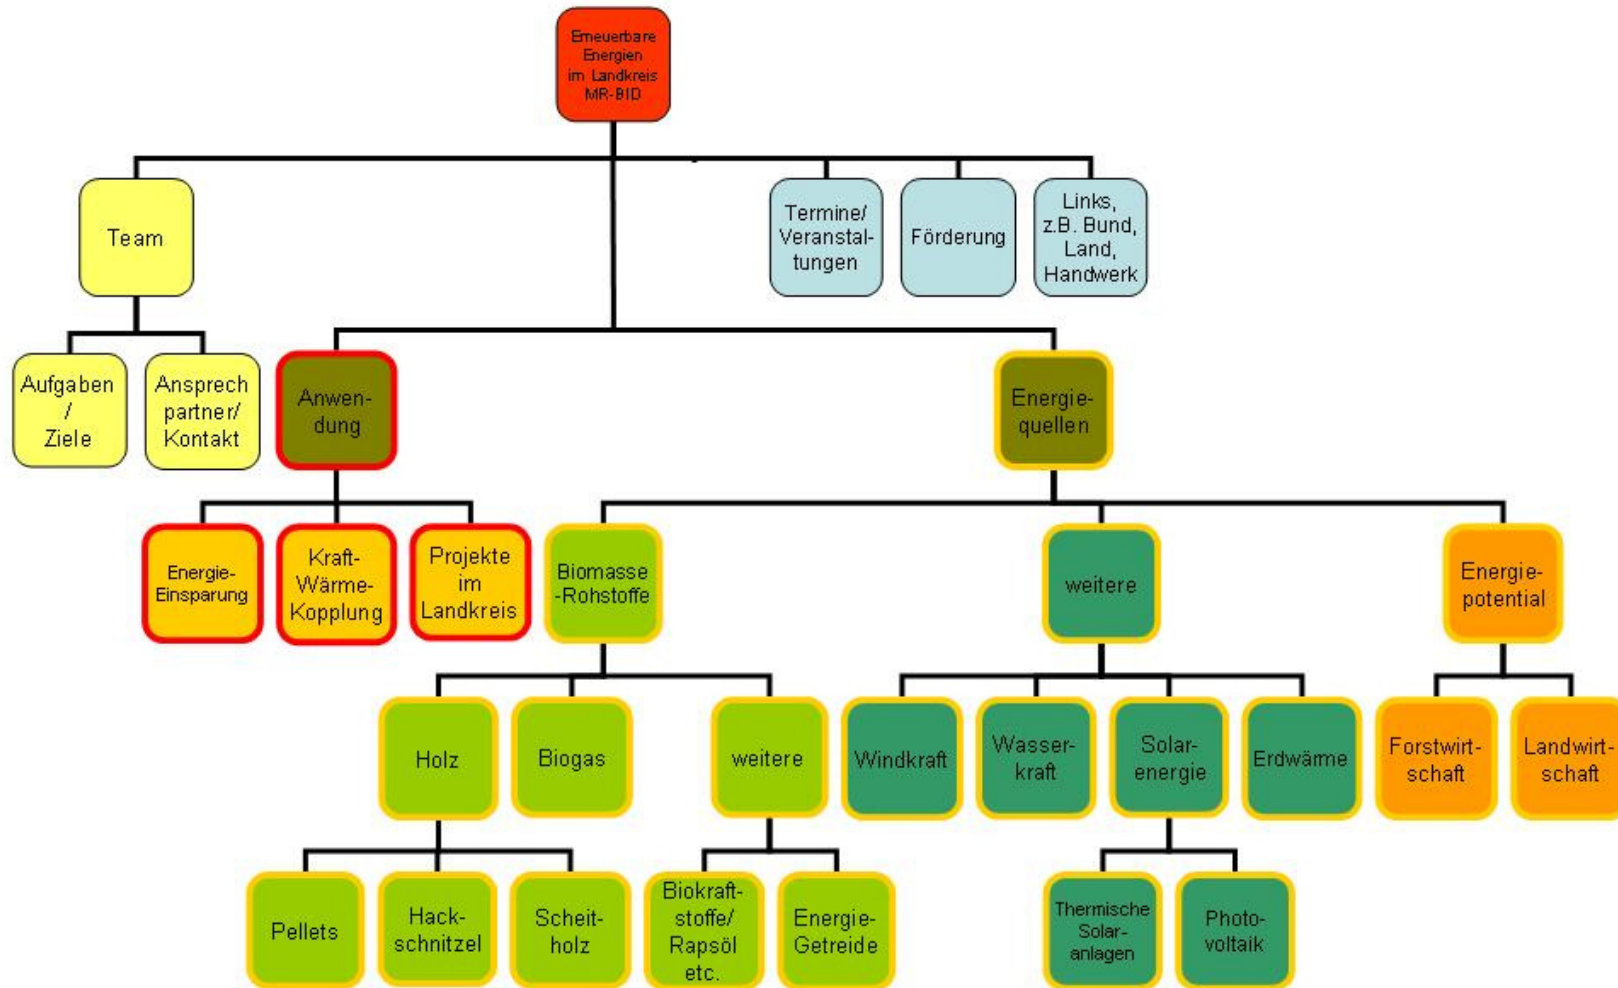 Erneuerbare
Energien
im Landkreis
MR-BID
Team
Termine/
Veranstal-
tungen
Förderung
Links,
z.B. Bund,
Land,
Handwerk
Aufgaben
/
Ziele
Ansprech
partner/
Kontakt
Anwen-
dung
Energie-
quellen
Energie-
Einsparung
Kraft-
Wärme-
Kopplung
Projekte
im
Landkreis
Biomasse
-Rohstoffe
weitere
Energie-
potential
Holz
Biogas
weitere
Windkraft
Wasser-
kraft
Solar-
energie
Erdwärme
Forstwirt-
schaft
Landwirt-
schaft
Pellets
Hack-
schnitzel
Scheit-
holz
Biokraft-
stoffe/
Rapsöl
etc.
Energie-
Getreide
Thermische
Solar-
anlagen
Photo-
voltaik